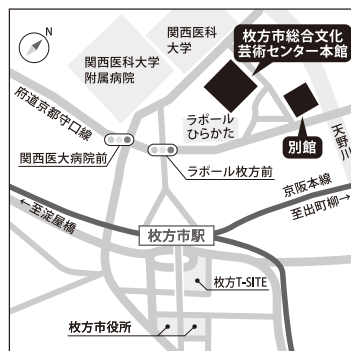 N
関西医科
大学
枚方市総合文化
芸術センター本館
関西医科大学
附属病院
府道京都守口線
ラポール
ひらかた
別館
天野川
関西医大病院前
ラポール枚方前
京阪本線
至出町柳→
←至淀屋橋
枚方市駅
枚方T-SITE
枚方市役所